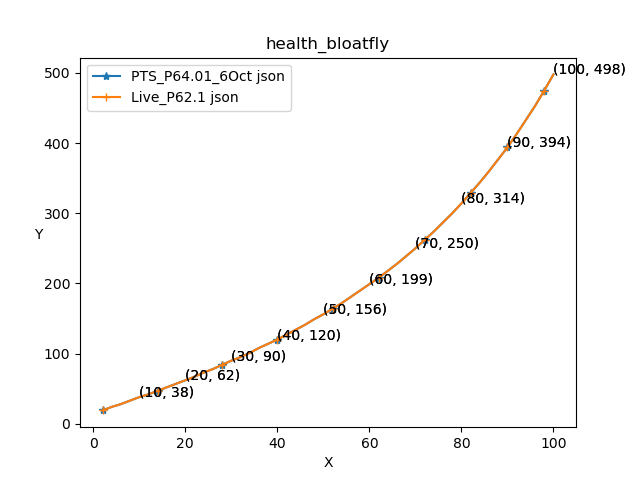 health_bloatfly
PTS_P64.01_6Oct json
Live_P62.1 json
500
400
300
200
100
0
Y
(100, 498)
(90, 394)
(80, 314)
(70, 250)
(60, 199)
(50, 156)
(40, 120)
(30, 90)
(20, 62)
(10, 38)
0 20 40 60 80 100
X